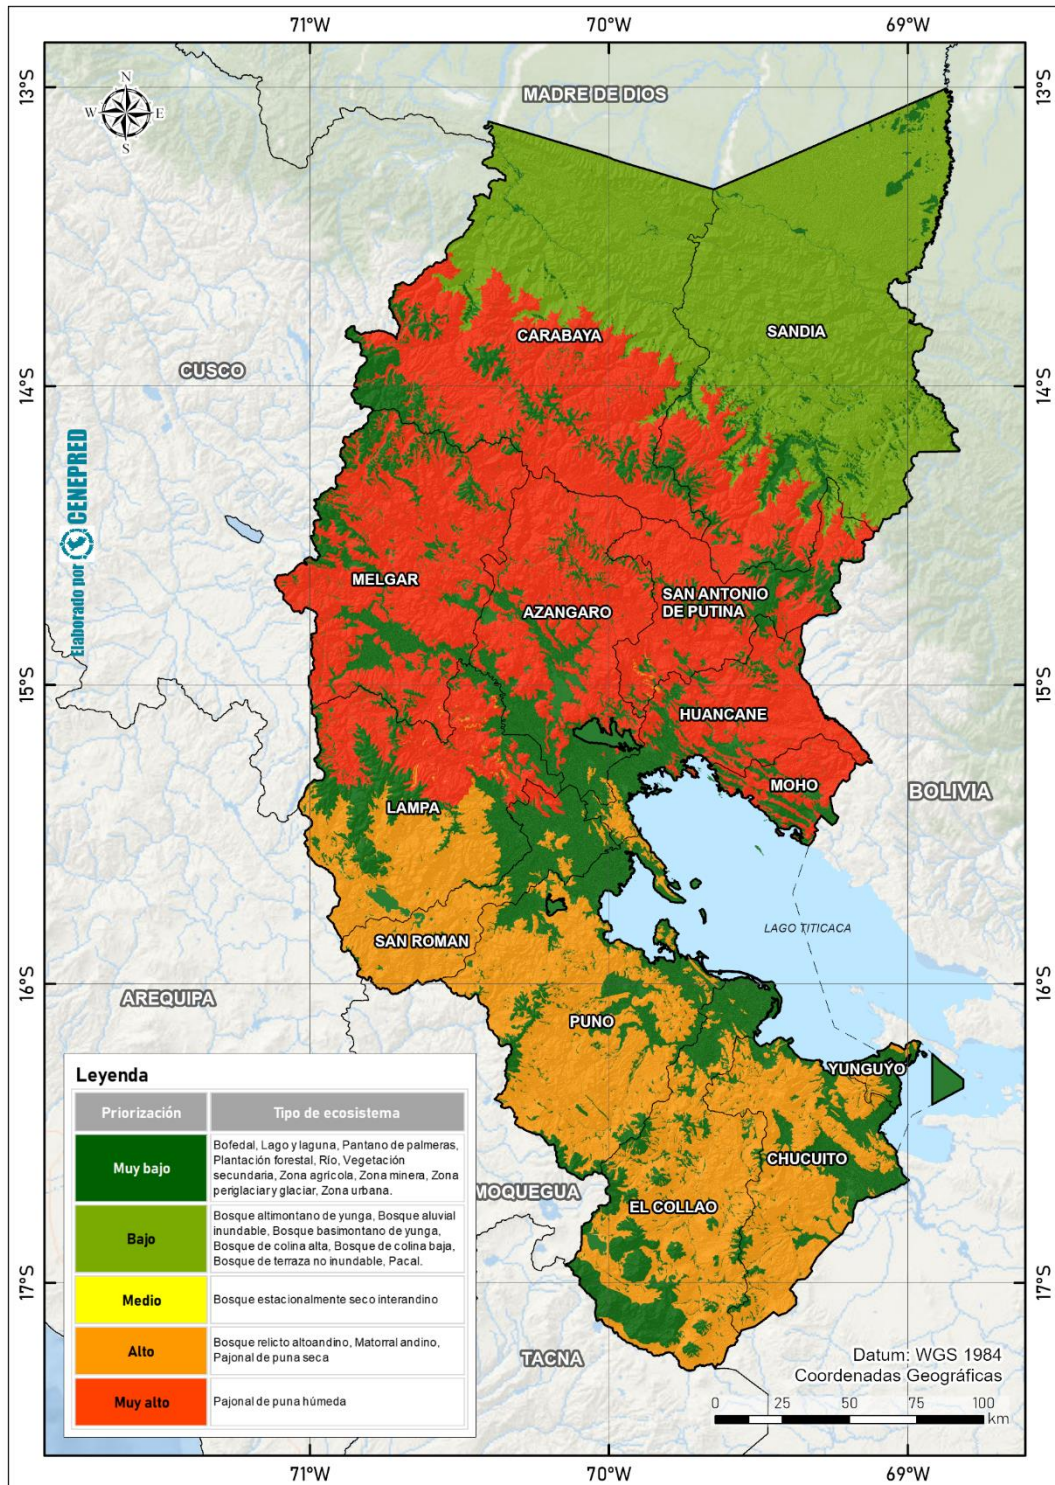 71°W 70°W 69°W
13°S 13°S
N
W E
S
MADRE DE DIOS
CARABAYA
SANDIA
CUSCO
14°S 14°S
Elaborado por CENEPRED
MELGAR
AZANGARO
SAN ANTONIO
DE PUTINA
15°S 15°S
HUANCANE
MOHO
BOLIVIA
LAMPA
LAGO TITICACA
SAN ROMAN
16°S 16°S
AREQUIPA
PUNO
YUNGUYO
CHUCUITO
MOQUEGUA
EL COLLAO
17°S 17°S
TACNA
Leyenda
Priorización Tipo de ecosistema
Muy bajo
Bofedal, Lago y laguna, Pantano de palmeras,
Plantación forestal, Río, Vegetación
secundaria, Zona agrícola, Zona minera, Zona
periglaciar y glaciar, Zona urbana.
Bajo
Bosque altimontano de yunga, Bosque aluvial
inundable, Bosque basimontano de yunga,
Bosque de colina alta, Bosque de colina baja,
Bosque de terraza no inundable, Pacal.
Medio
Bosque estacionalmente seco interandino
Alto
Bosque relicto altoandino, Matorral andino,
Pajonal de puna seca
Muy alto
Pajonal de puna húmeda
Datum: WGS 1984
Coordenadas Geográficas
0 25 50 75 100
km
71°W 70°W 69°W